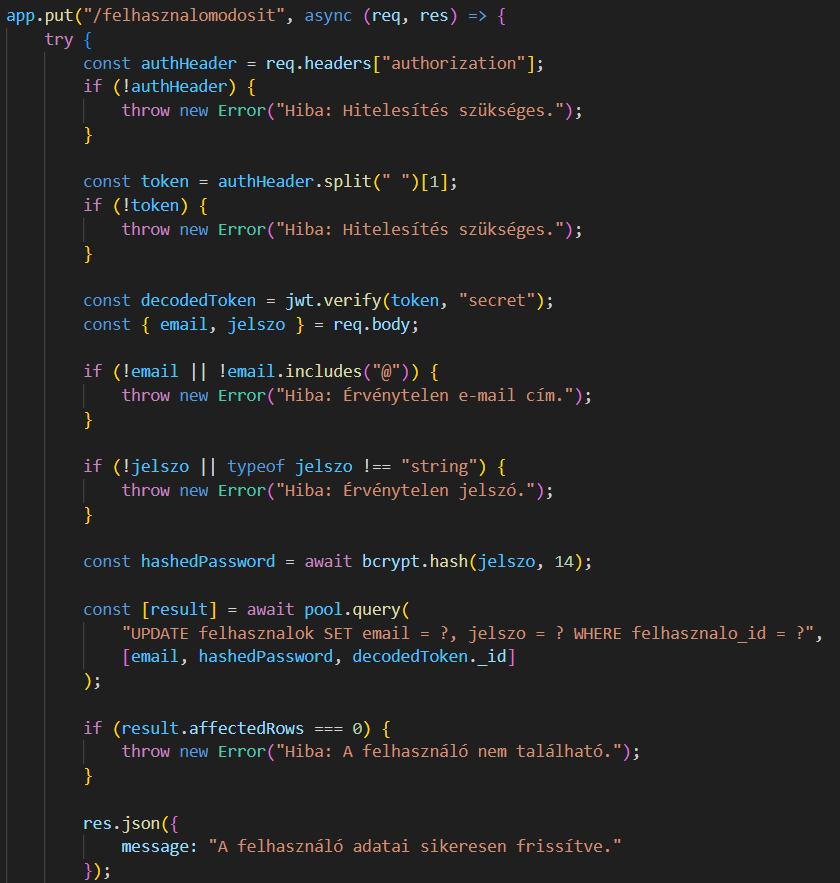 app.put("/felhasznalomodosit", async (req, res) => {
try {
const authHeader = req.headers["authorization"];
if (!authHeader) {
throw new Error("Hiba: Hitelesítés szükséges.");
}
const token = authHeader.split(" ")[1];
if (!token) {
throw new Error("Hiba: Hitelesítés szükséges.");
}
const decodedToken = jwt.verify(token, "secret");
const { email, jelszo } = req.body;
if (!email || !email.includes("@")) {
throw new Error("Hiba: Érvénytelen e-mail cím.");
}
if (!jelszo || typeof jelszo !== "string") {
throw new Error("Hiba: Érvénytelen jelszó.");
}
const hashedPassword = await bcrypt.hash(jelszo, 14);
const [result] = await pool.query(
"UPDATE felhasznalok SET email = ?, jelszo = ? WHERE felhasznalo_id = ?",
[email, hashedPassword, decodedToken._id]
);
if (result.affectedRows === 0) {
throw new Error("Hiba: A felhasználó nem található.");
}
res.json({
message: "A felhasználó adatai sikeresen frissítve."
});